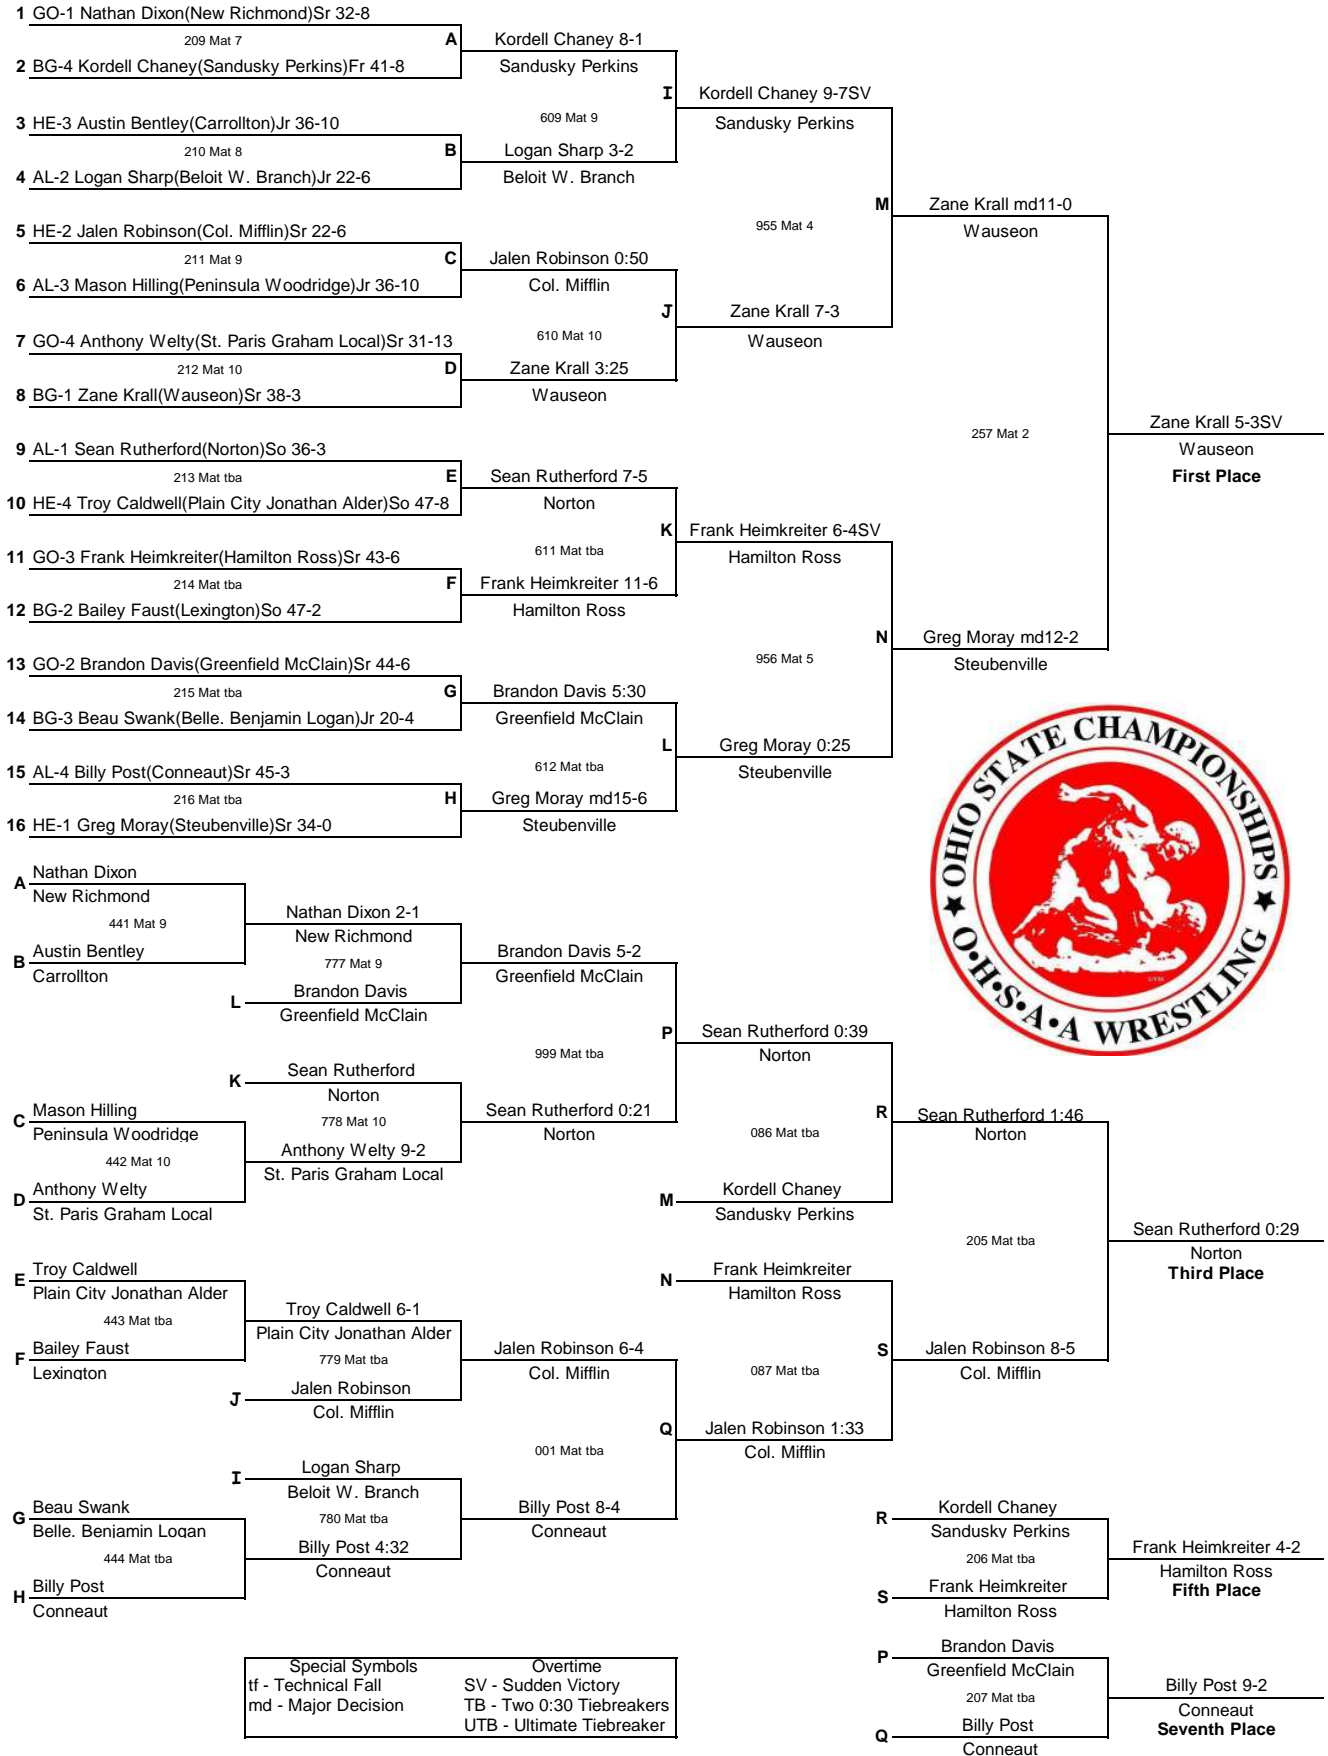 1 GO-1 Nathan Dixon(New Richmond)Sr 32-8
209 Mat 7
A
2 BG-4 Kordell Chaney(Sandusky Perkins)Fr 41-8
Kordell Chaney 8-1
Sandusky Perkins
I
609 Mat 9
3 HE-3 Austin Bentley(Carrollton)Jr 36-10
210 Mat 8
B
4 AL-2 Logan Sharp(Beloit W. Branch)Jr 22-6
Logan Sharp 3-2
Beloit W. Branch
Kordell Chaney 9-7SV
Sandusky Perkins
M
955 Mat 4
5 HE-2 Jalen Robinson(Col. Mifflin)Sr 22-6
211 Mat 9
C
6 AL-3 Mason Hilling(Peninsula Woodridge)Jr 36-10
Jalen Robinson 0:50
Col. Mifflin
J
610 Mat 10
7 GO-4 Anthony Welty(St. Paris Graham Local)Sr 31-13
212 Mat 10
D
8 BG-1 Zane Krall(Wauseon)Sr 38-3
Zane Krall 3:25
Wauseon
Zane Krall 7-3
Wauseon
Zane Krall md11-0
Wauseon
257 Mat 2
Zane Krall 5-3SV
Wauseon
First Place
9 AL-1 Sean Rutherford(Norton)So 36-3
213 Mat tba
E
10 HE-4 Troy Caldwell(Plain City Jonathan Alder)So 47-8
Sean Rutherford 7-5
Norton
K
611 Mat tba
11 GO-3 Frank Heimkreiter(Hamilton Ross)Sr 43-6
214 Mat tba
F
12 BG-2 Bailey Faust(Lexington)So 47-2
Frank Heimkreiter 11-6
Hamilton Ross
Frank Heimkreiter 6-4SV
Hamilton Ross
N
956 Mat 5
13 GO-2 Brandon Davis(Greenfield McClain)Sr 44-6
215 Mat tba
G
14 BG-3 Beau Swank(Belle. Benjamin Logan)Jr 20-4
Brandon Davis 5:30
Greenfield McClain
L
612 Mat tba
15 AL-4 Billy Post(Conneaut)Sr 45-3
216 Mat tba
H
16 HE-1 Greg Moray(Steubenville)Sr 34-0
Greg Moray md15-6
Steubenville
Greg Moray 0:25
Steubenville
Greg Moray md12-2
Steubenville
★ OHIO STATE CHAMPIONSHIPS ★
O•H•S•A•A WRESTLING
A Nathan Dixon
New Richmond
441 Mat 9
B Austin Bentley
Carrollton
Nathan Dixon 2-1
New Richmond
777 Mat 9
L Brandon Davis
Greenfield McClain
Brandon Davis 5-2
Greenfield McClain
P
999 Mat tba
K Sean Rutherford
Norton
778 Mat 10
C Mason Hilling
Peninsula Woodridge
442 Mat 10
D Anthony Welty
St. Paris Graham Local
Anthony Welty 9-2
St. Paris Graham Local
Sean Rutherford 0:21
Norton
Sean Rutherford 0:39
Norton
R
086 Mat tba
M Kordell Chaney
Sandusky Perkins
Sean Rutherford 1:46
Norton
205 Mat tba
Sean Rutherford 0:29
Norton
Third Place
E Troy Caldwell
Plain City Jonathan Alder
443 Mat tba
F Bailey Faust
Lexington
Troy Caldwell 6-1
Plain City Jonathan Alder
779 Mat tba
J Jalen Robinson
Col. Mifflin
Jalen Robinson 6-4
Col. Mifflin
Q
001 Mat tba
I Logan Sharp
Beloit W. Branch
780 Mat tba
G Beau Swank
Belle. Benjamin Logan
444 Mat tba
H Billy Post
Conneaut
Billy Post 4:32
Conneaut
Billy Post 8-4
Conneaut
N Frank Heimkreiter
Hamilton Ross
S
087 Mat tba
Jalen Robinson 1:33
Col. Mifflin
Jalen Robinson 8-5
Col. Mifflin
R Kordell Chaney
Sandusky Perkins
206 Mat tba
S Frank Heimkreiter
Hamilton Ross
Frank Heimkreiter 4-2
Hamilton Ross
Fifth Place
P Brandon Davis
Greenfield McClain
207 Mat tba
Q Billy Post
Conneaut
Billy Post 9-2
Conneaut
Seventh Place
Special Symbols Overtime
tf - Technical Fall SV - Sudden Victory
md - Major Decision TB - Two 0:30 Tiebreakers
UTB - Ultimate Tiebreaker